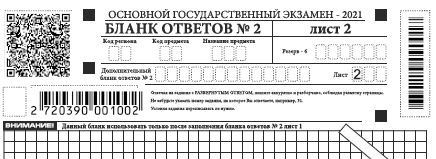 ОСНОВНОЙ ГОСУДАРСТВЕННЫЙ ЭКЗАМЕН - 2021
БЛАНК ОТВЕТОВ № 2 лист 2
Код региона Код предмета Название предмета
Резерв - 6
Дополнительный бланк ответов № 2 Лист 2
2 720390 001002
Ответы на задания с РАЗВЕРНУТЫМ ОТВЕТОМ, пишите аккуратно и разборчиво, соблюдая разметку страницы.
Не забудьте указать номер задания, на которое Вы отвечаете, например, 31.
Условия задания переписывать не нужно.
ВНИМАНИЕ! Данный бланк использовать только после заполнения бланка ответов № 2 лист 1